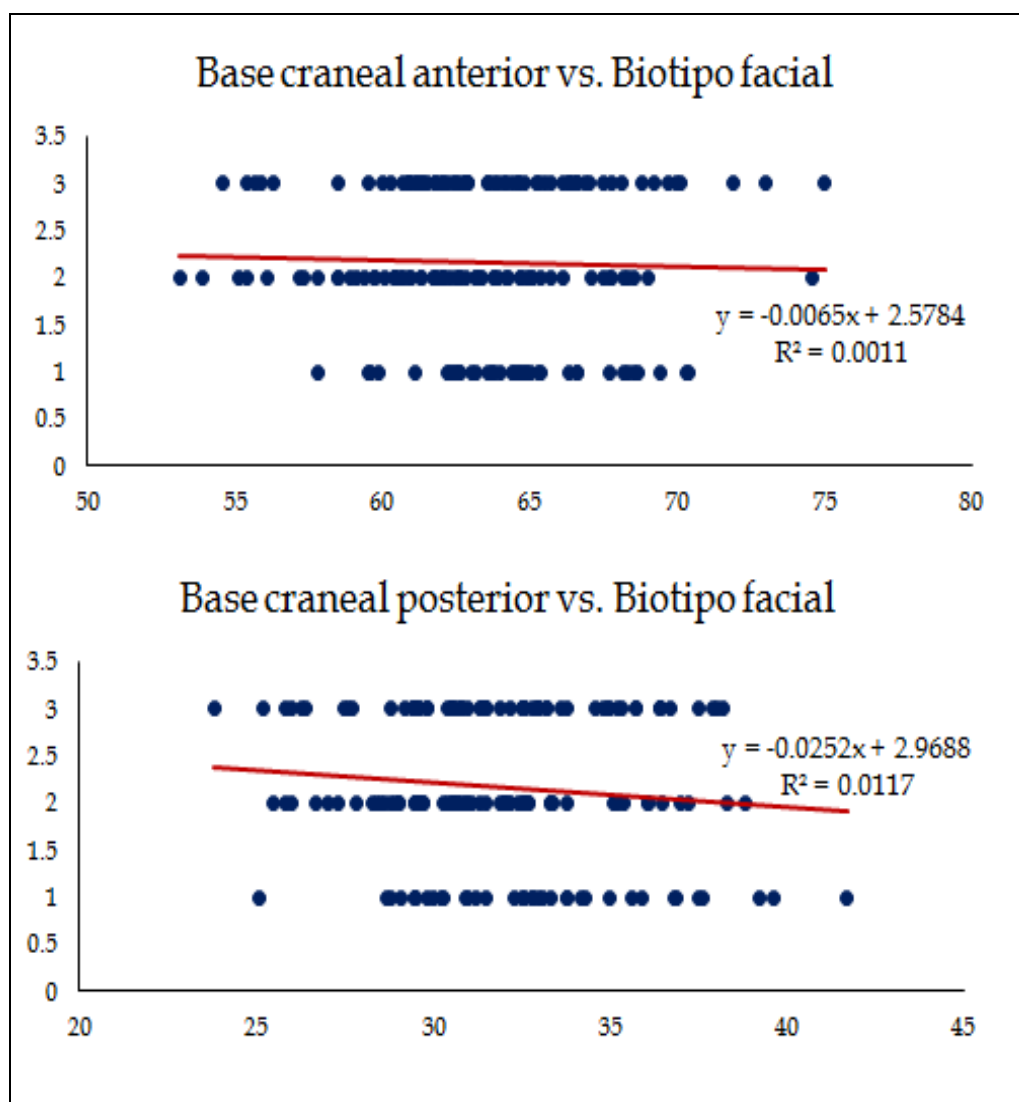 Base craneal anterior vs. Biotipo facial
3.5
3
2.5
2
1.5
1
0.5
0
y = -0.0065x + 2.5784
R² = 0.0011
50 55 60 65 70 75 80
Base craneal posterior vs. Biotipo facial
3.5
3
2.5
2
1.5
1
0.5
0
y = -0.0252x + 2.9688
R² = 0.0117
20 25 30 35 40 45